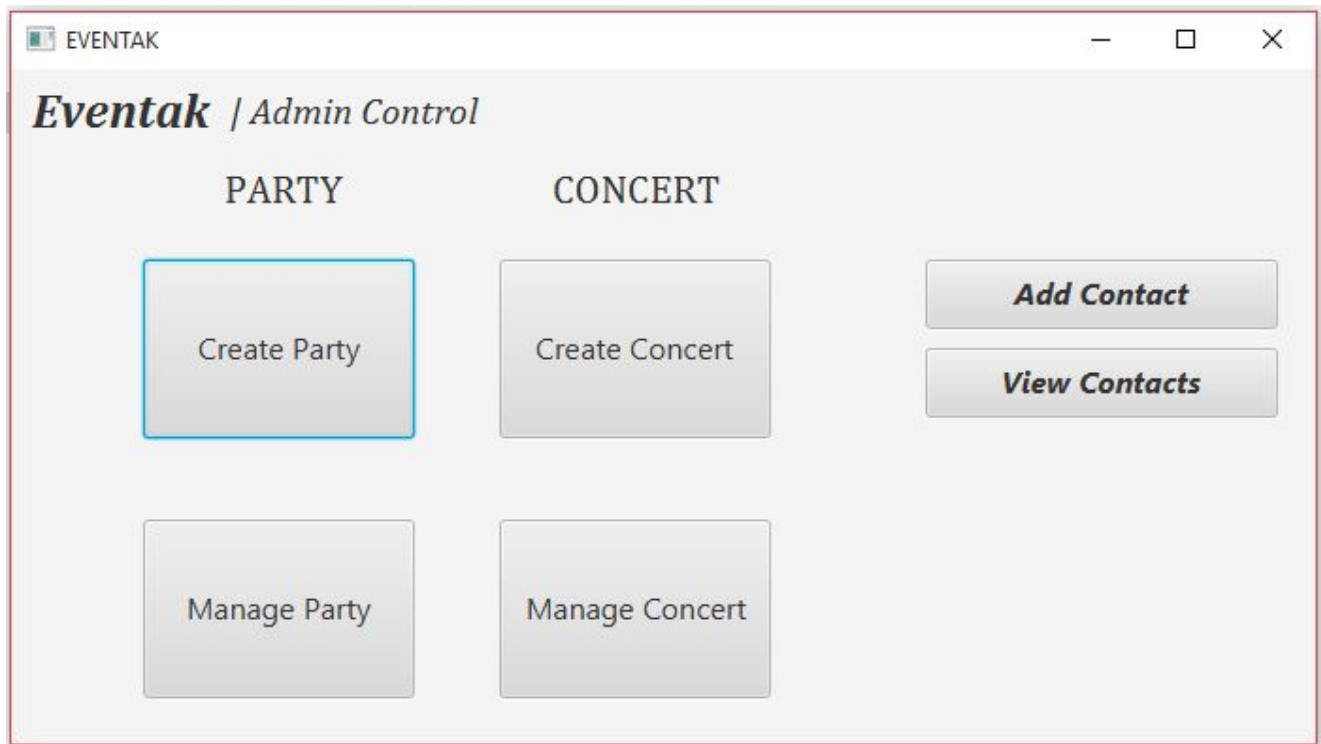 EVENTAK
Eventak | Admin Control
PARTY CONCERT
Create Party Create Concert Add Contact
View Contacts
Manage Party Manage Concert